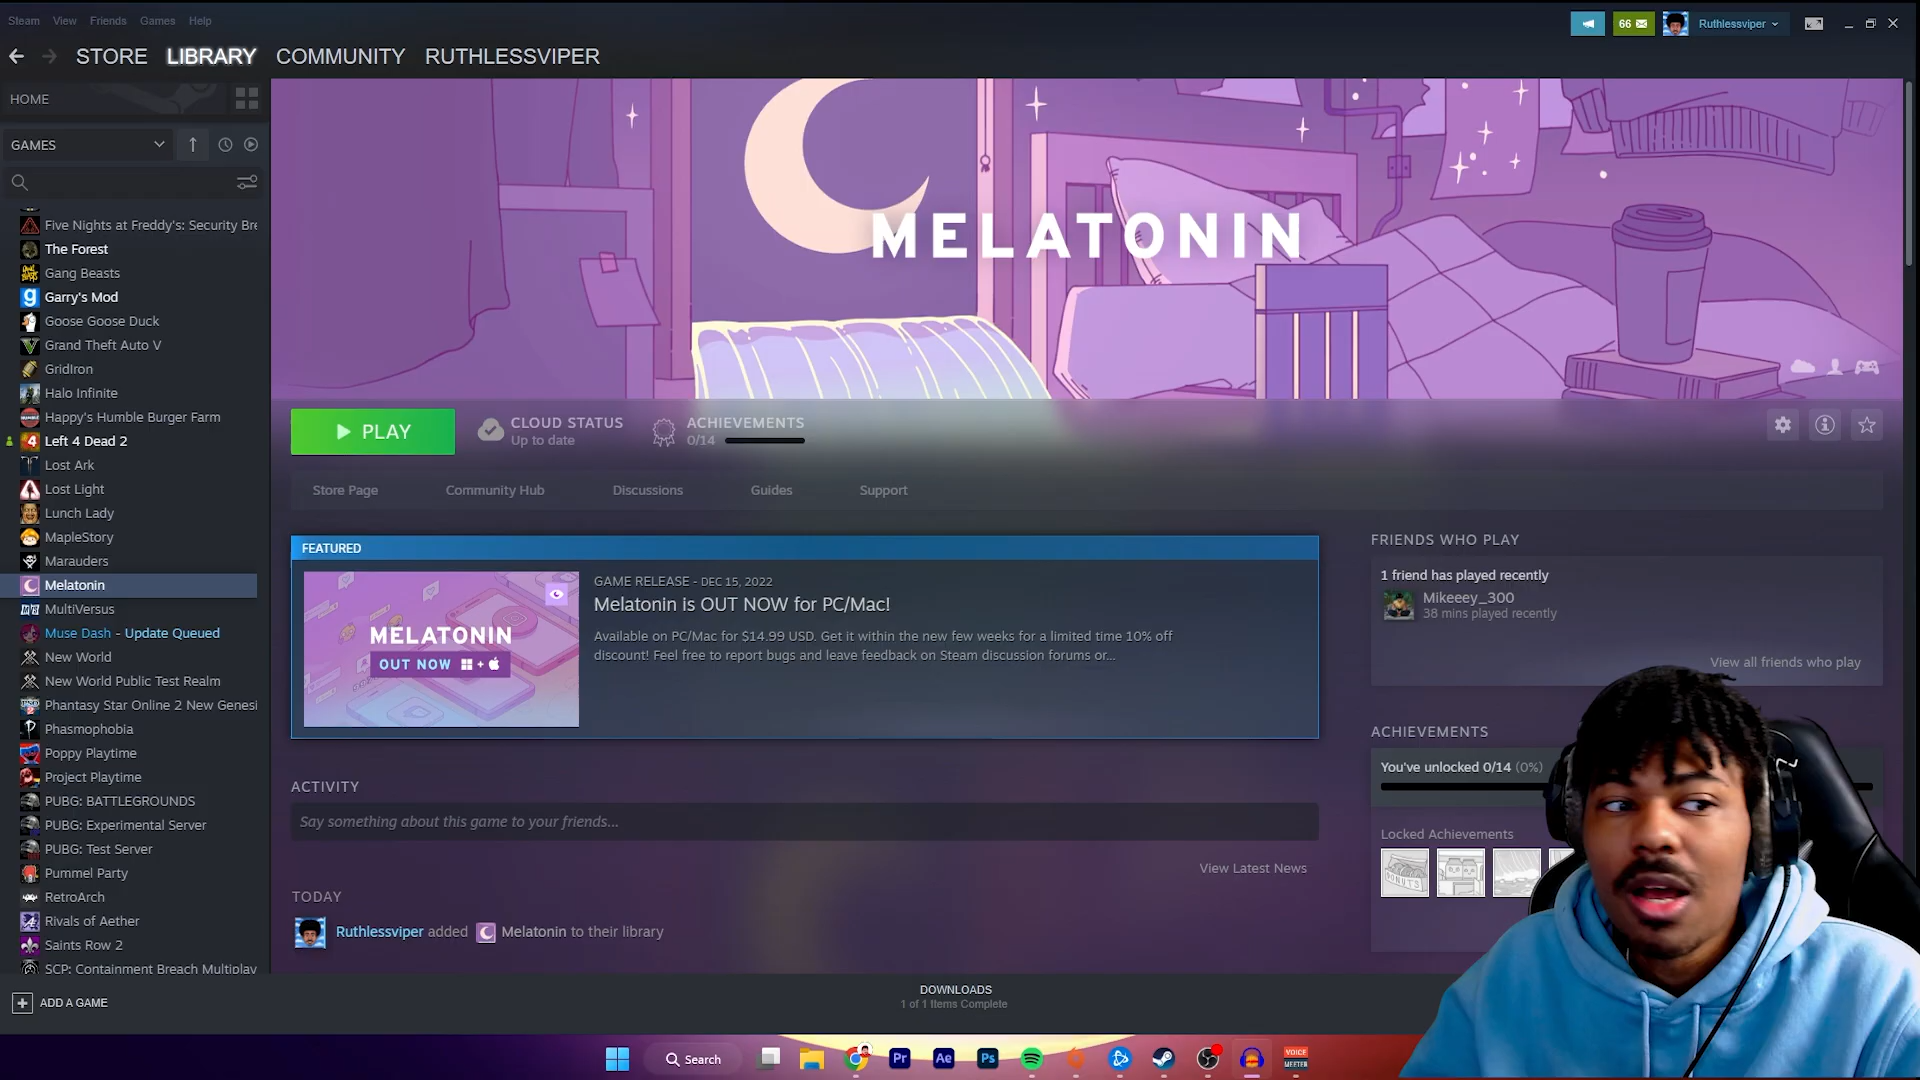 Steam View Friends Games Help
66
Ruthlessviper
STORE LIBRARY COMMUNITY RUTHLESSVIPER
HOME
GAMES
Five Nights at Freddy's: Security Bre
The Forest
Gang Beasts
Garry's Mod
Goose Goose Duck
Grand Theft Auto V
GridIron
Halo Infinite
Happy's Humble Burger Farm
Left 4 Dead 2
Lost Ark
Lost Light
Lunch Lady
MapleStory
Marauders
Melatonin
MultiVersus
Muse Dash - Update Queued
New World
New World Public Test Realm
Phantasy Star Online 2 New Genesi
Phasmophobia
Poppy Playtime
Project Playtime
PUBG: BATTLEGROUNDS
PUBG: Experimental Server
PUBG: Test Server
Pummel Party
RetroArch
Rivals of Aether
Saints Row 2
SCP: Containment Breach Multiplay
ADD A GAME
MELATONIN
PLAY
CLOUD STATUS
Up to date
ACHIEVEMENTS
0/14
Store Page Community Hub Discussions Guides Support
FEATURED
MELATONIN
OUT NOW +
GAME RELEASE - DEC 15, 2022
Melatonin is OUT NOW for PC/Mac!
Available on PC/Mac for $14.99 USD. Get it within the new few weeks for a limited time 10% off
discount! Feel free to report bugs and leave feedback on Steam discussion forums or...
ACTIVITY
Say something about this game to your friends...
View Latest News
TODAY
Ruthlessviper added Melatonin to their library
FRIENDS WHO PLAY
1 friend has played recently
Mikeeey_300
38 mins played recently
View all friends who play
ACHIEVEMENTS
You've unlocked 0/14 (0%)
Locked Achievements
DONUTS
DOWNLOADS
1 of 1 Items Complete
Search
Pr
Ae
Ps
VOICE
MEETER